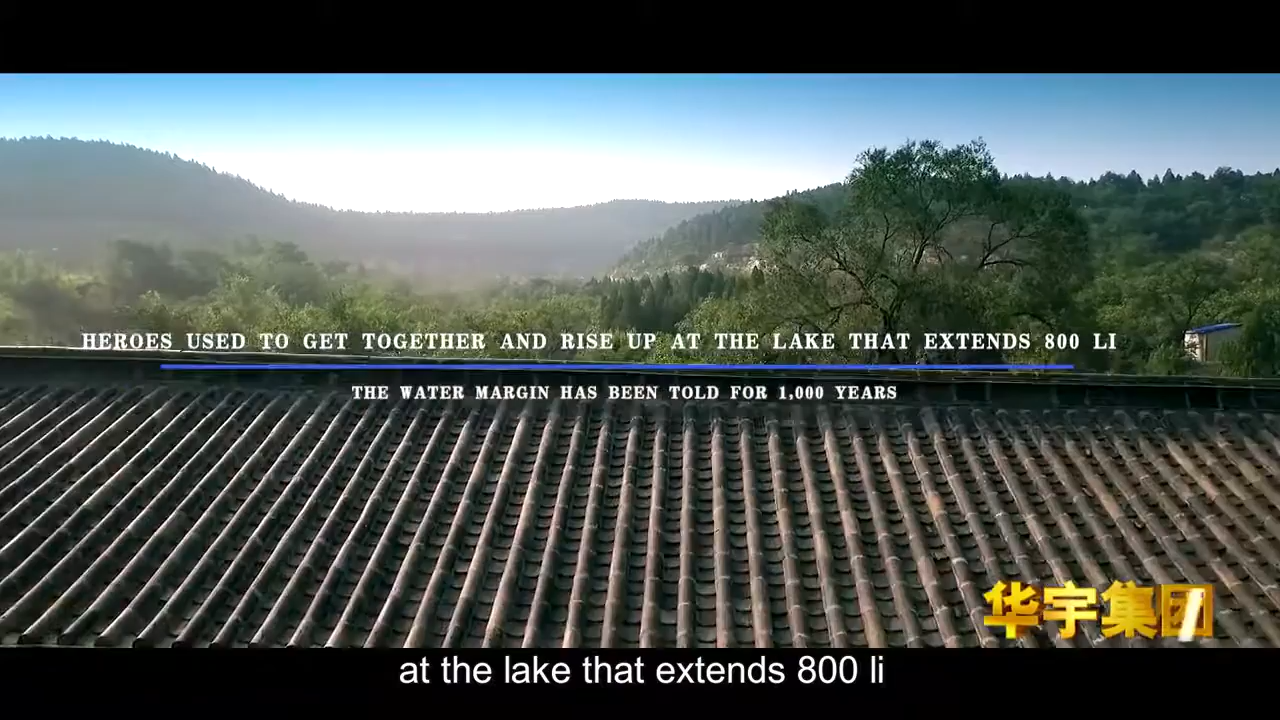 HEROES USED TO GET TOGETHER AND RISE UP AT THE LAKE THAT EXTENDS 800 LI
THE WATER MARGIN HAS BEEN TOLD FOR 1,000 YEARS
华宇集团
at the lake that extends 800 li